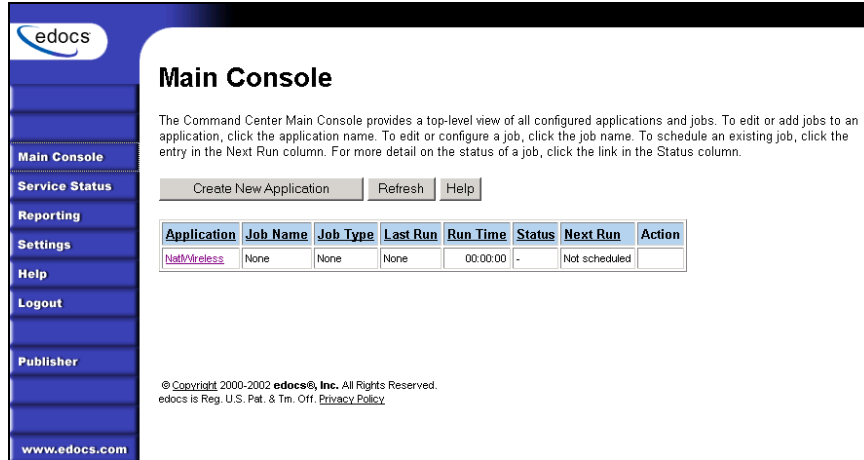 edocs
Main Console
The Command Center Main Console provides a top-level view of all configured applications and jobs. To edit or add jobs to an
application, click the application name. To edit or configure a job, click the job name. To schedule an existing job, click the
entry in the Next Run column. For more detail on the status of a job, click the link in the Status column.
Main Console
Service Status
Reporting
Settings
Help
Logout
Publisher
www.edocs.com
Create New Application Refresh Help
Application Job Name Job Type Last Run Run Time Status Next Run Action
NatlWireless None None None 00:00:00 - Not scheduled
© Copyright 2000-2002 edocs®, Inc. All Rights Reserved.
edocs is Reg. U.S. Pat. & Tm. Off. Privacy Policy